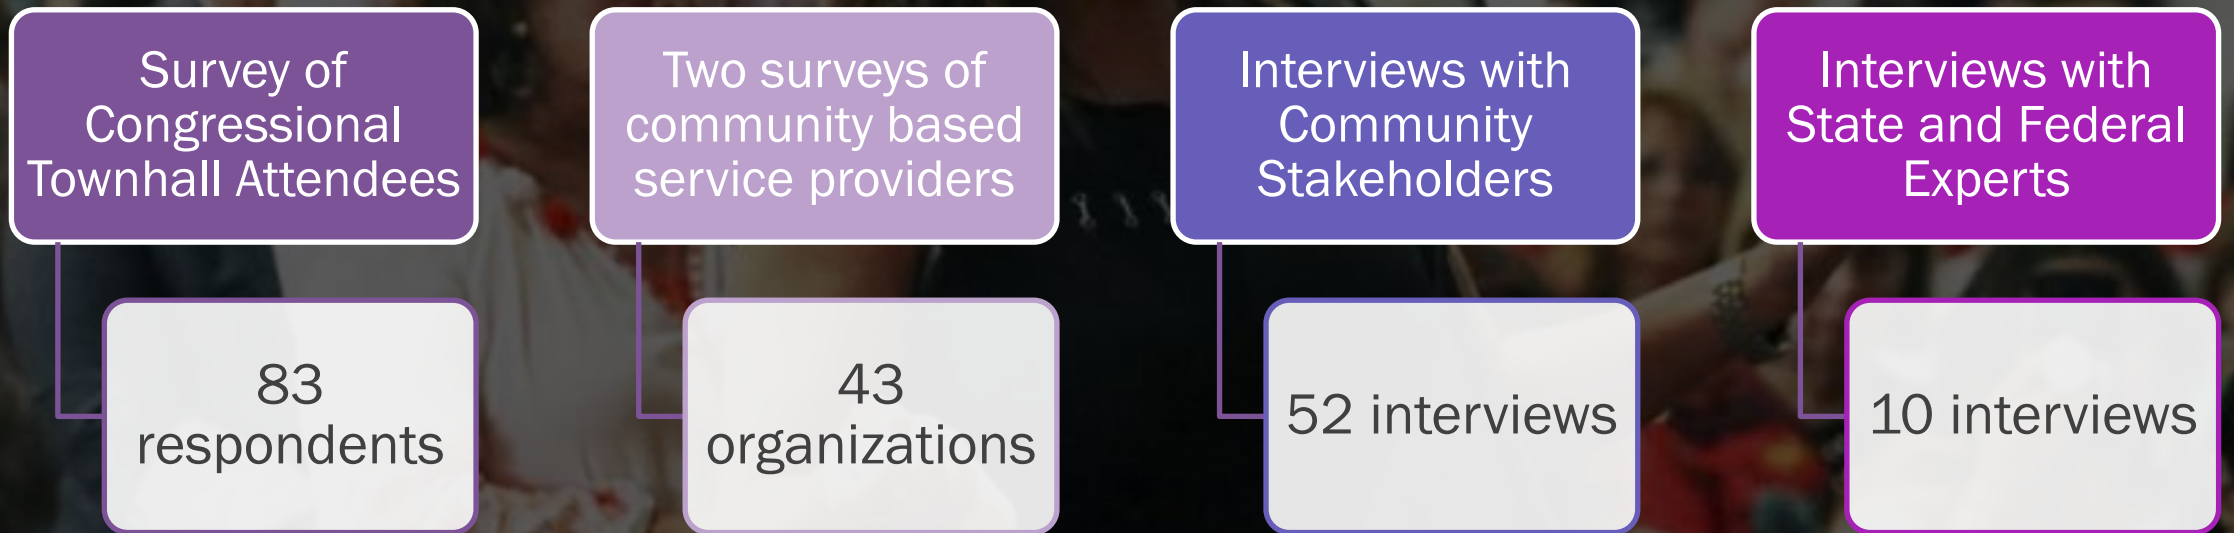 Survey of
Congressional
Townhall Attendees
83
respondents
Two surveys of
community based
service providers
43
organizations
Interviews with
Community
Stakeholders
52 interviews
Interviews with
State and Federal
Experts
10 interviews